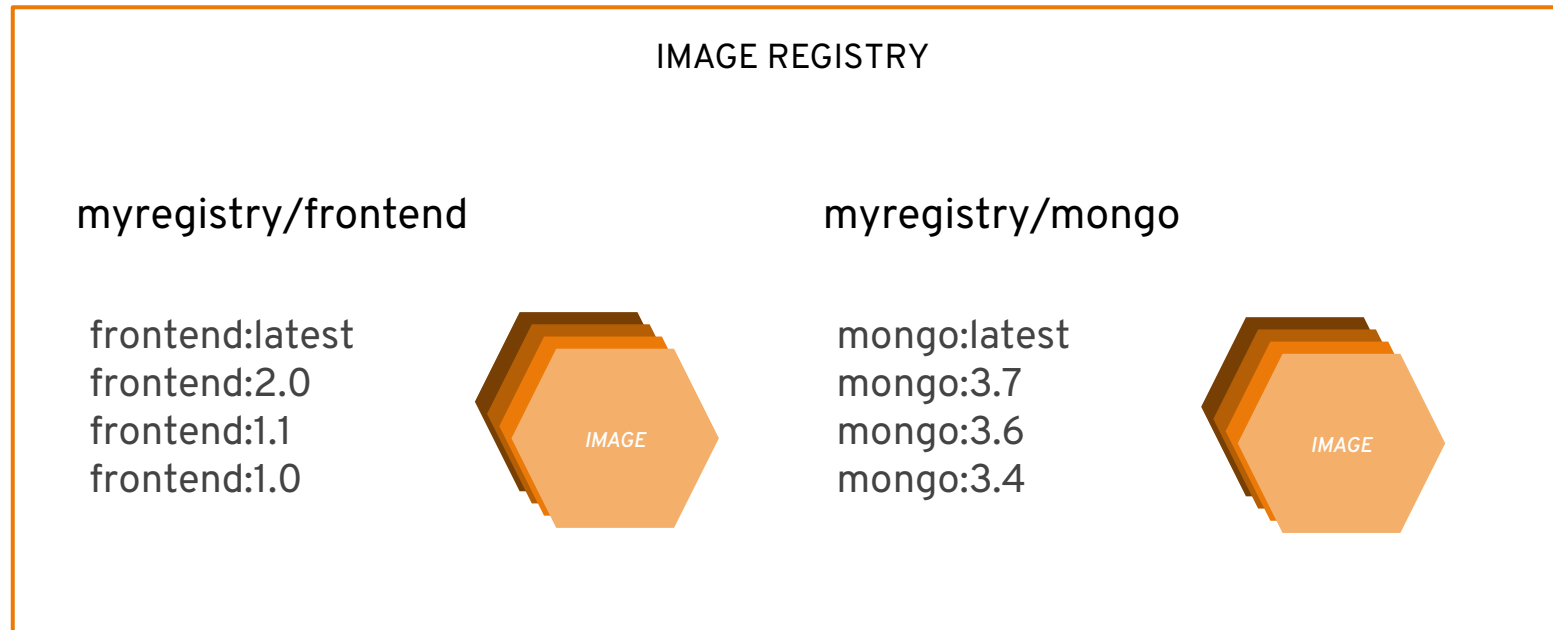 IMAGE REGISTRY
myregistry/frontend
frontend:latest
frontend:2.0
frontend:1.1
frontend:1.0
IMAGE
myregistry/mongo
mongo:latest
mongo:3.7
mongo:3.6
mongo:3.4
IMAGE